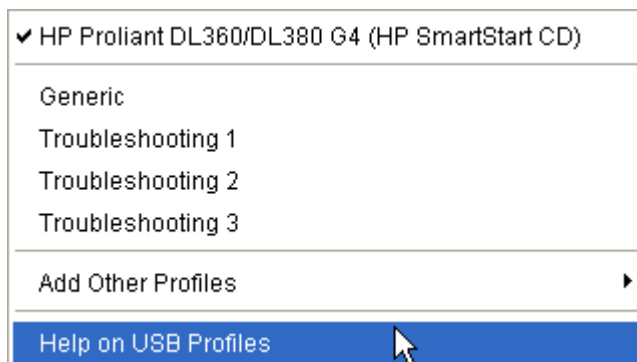 HP Proliant DL360/DL380 G4 (HP SmartStart CD)
Generic
Troubleshooting 1
Troubleshooting 2
Troubleshooting 3
Add Other Profiles
Help on USB Profiles